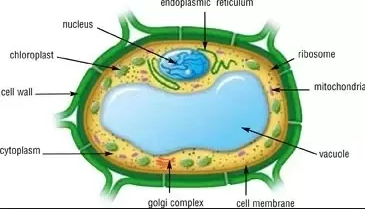 endoplasmic reticulum
nucleus
chloroplast
ribosome
cell wall
mitochondria
cytoplasm
vacuole
golgi complex
cell membrane